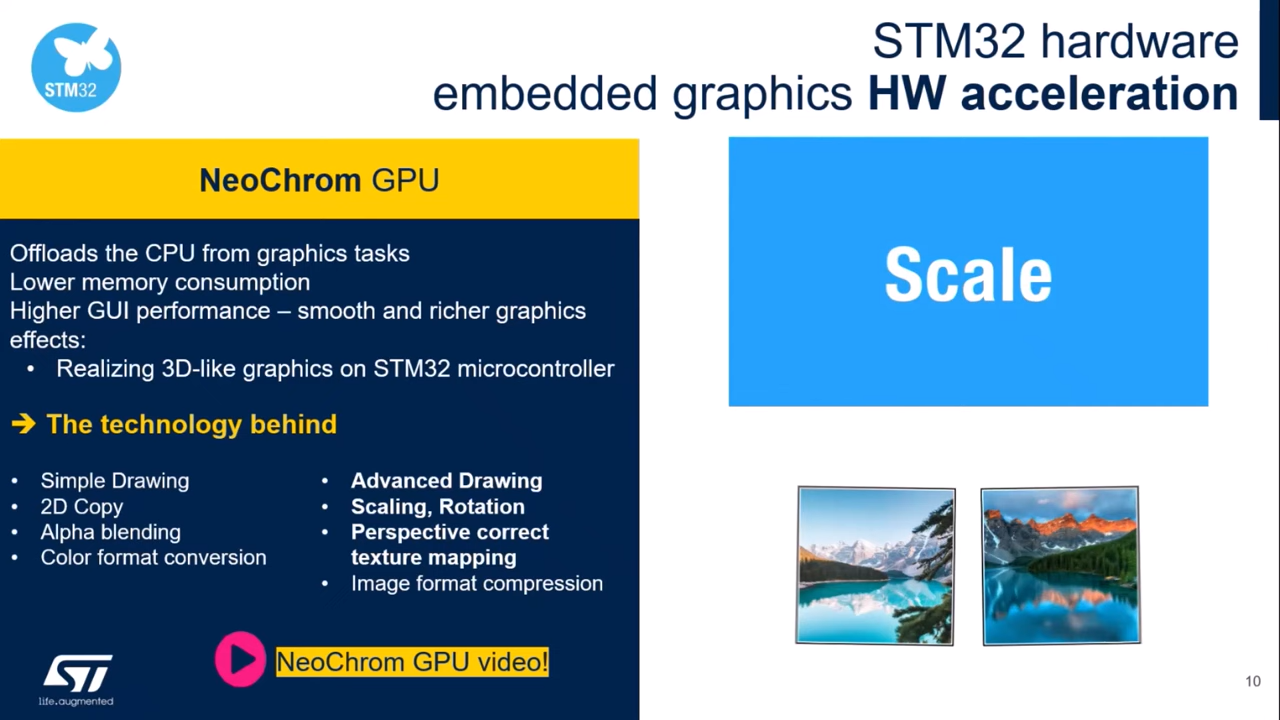 STM32
STM32 hardware
embedded graphics HW acceleration
NeoChrom GPU
Offloads the CPU from graphics tasks
Lower memory consumption
Higher GUI performance – smooth and richer graphics
effects:
• Realizing 3D-like graphics on STM32 microcontroller
➔ The technology behind
• Simple Drawing
• 2D Copy
• Alpha blending
• Color format conversion
• Advanced Drawing
• Scaling, Rotation
• Perspective correct
texture mapping
• Image format compression
NeoChrom GPU video!
ST
life.augmented
Scale
10